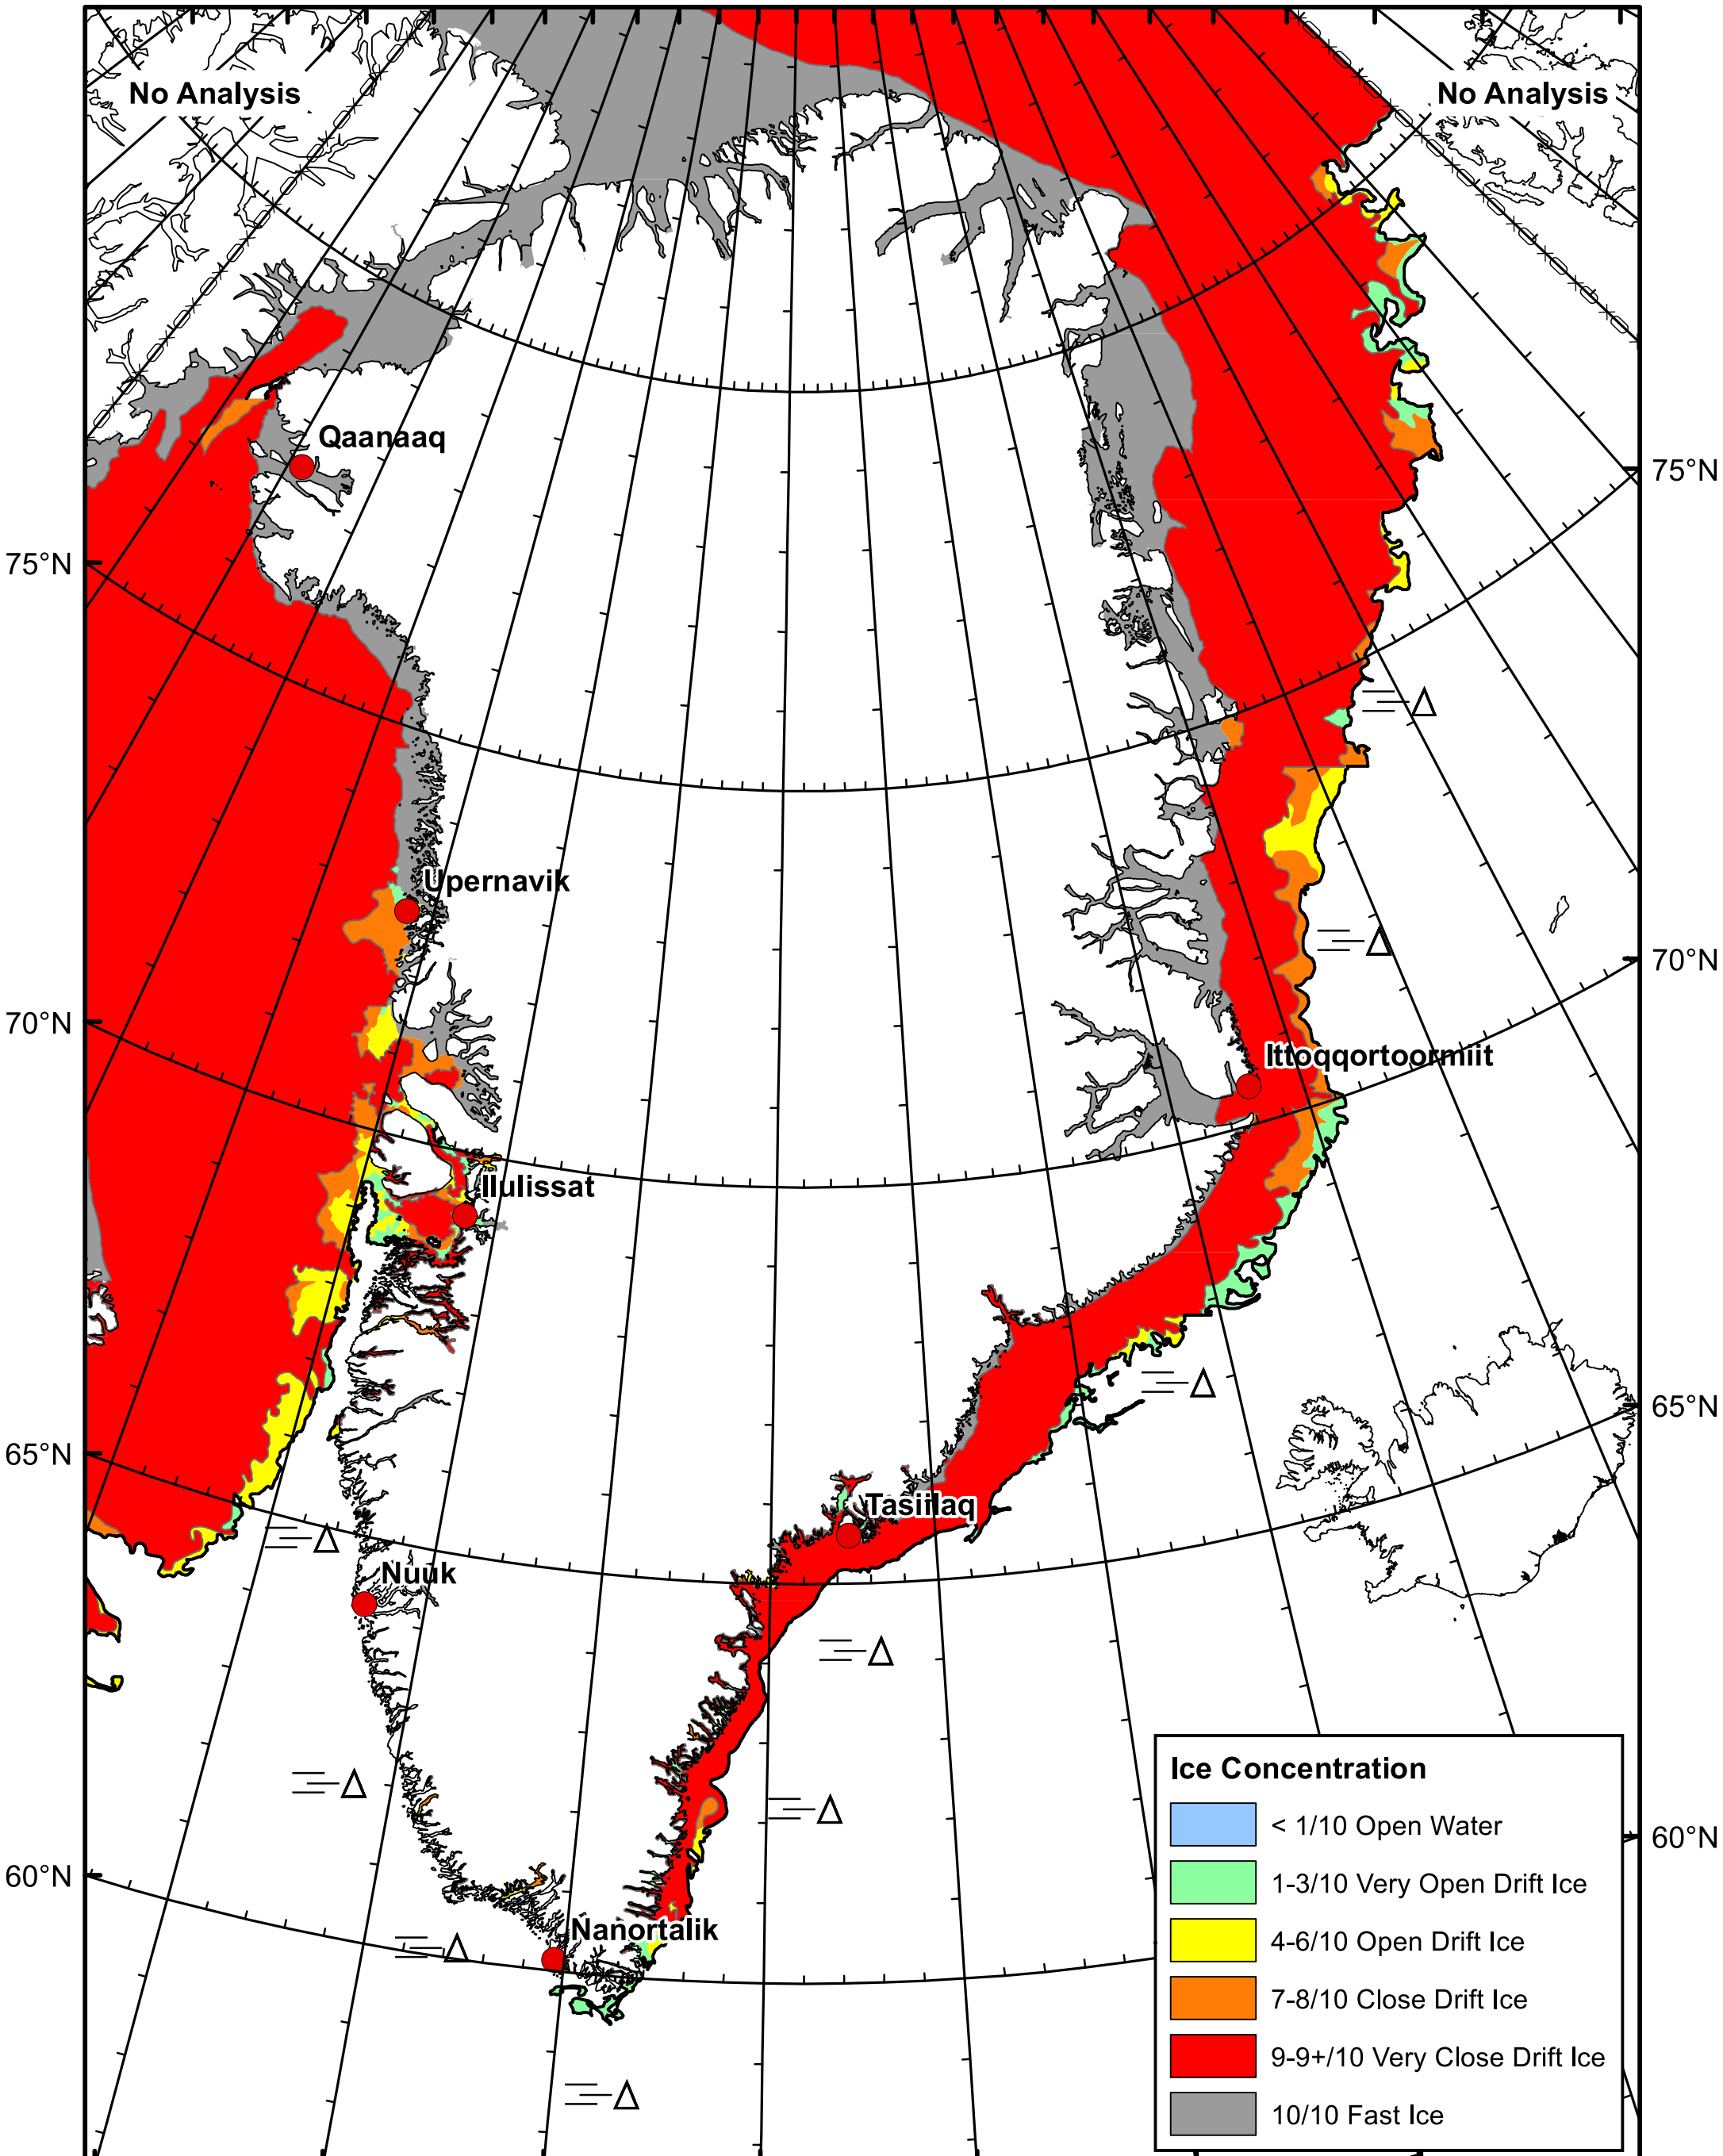 No Analysis
No Analysis
Qaanaaq
75°N
75°N
Upernavik
70°N
70°N
Ittoqqortoormiit
Ilulissat
65°N
65°N
Tasiilaq
Nuuk
Ice Concentration
< 1/10 Open Water
60°N
60°N
1-3/10 Very Open Drift Ice
Nanortalik
4-6/10 Open Drift Ice
7-8/10 Close Drift Ice
9-9+/10 Very Close Drift Ice
10/10 Fast Ice